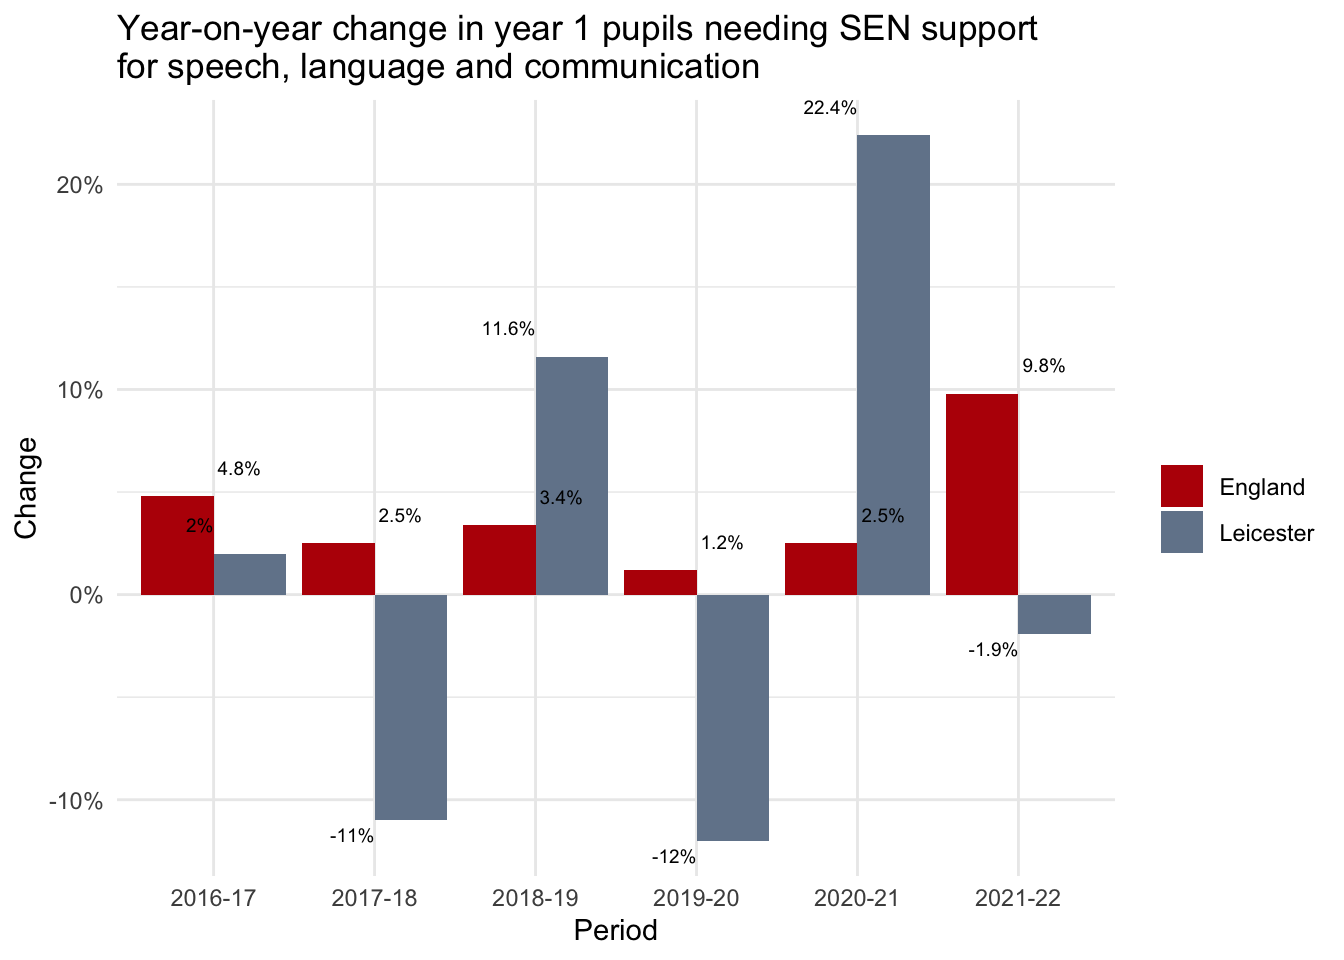 Year-on-year change in year 1 pupils needing SEN support
for speech, language and communication
22.4%
20%
11.6%
9.8%
10%
Change
4.8%
2%
2.5%
3.4%
1.2%
2.5%
England
Leicester
0%
-1.9%
-10%
-11%
-12%
2016-17 2017-18 2018-19 2019-20 2020-21 2021-22
Period